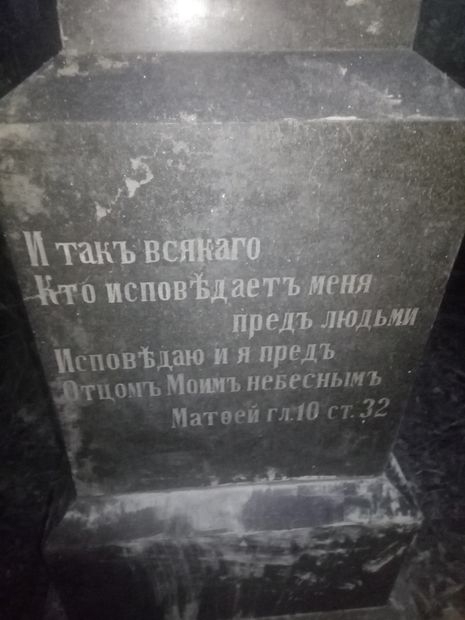 И такъ всякаго
Кто исповѣдаетъ меня
предъ людьми
Исповѣдаю и я предъ
Отцомъ Моимъ небеснымъ
Матѳей гл.10 ст. 32